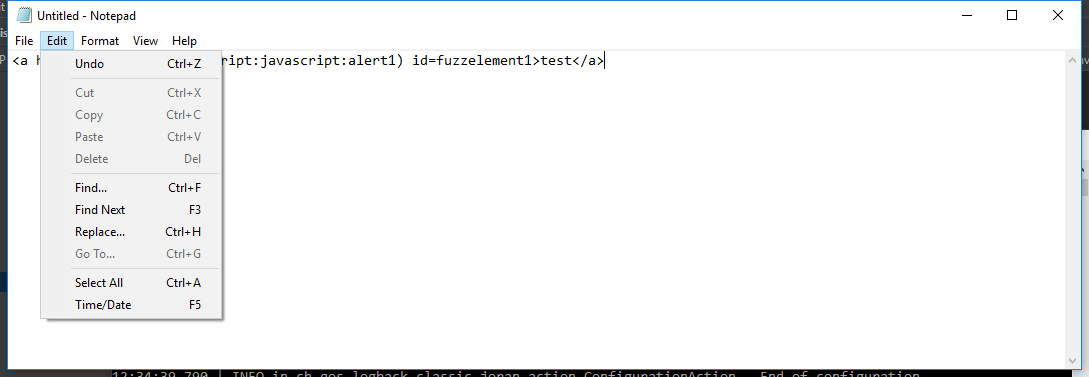 Untitled - Notepad
File Edit Format View Help
<a h ript:javascript:alert1) id=fuzzelement1>test</a>
Undo Ctrl+Z
Cut Ctrl+X
Copy Ctrl+C
Paste Ctrl+V
Delete Del
Find... Ctrl+F
Find Next F3
Replace... Ctrl+H
Go To... Ctrl+G
Select All Ctrl+A
Time/Date F5
12:34:39,790 | INFO in ch.qos.logback.classic.joran.action.ConfigurationAction - End of configuration.